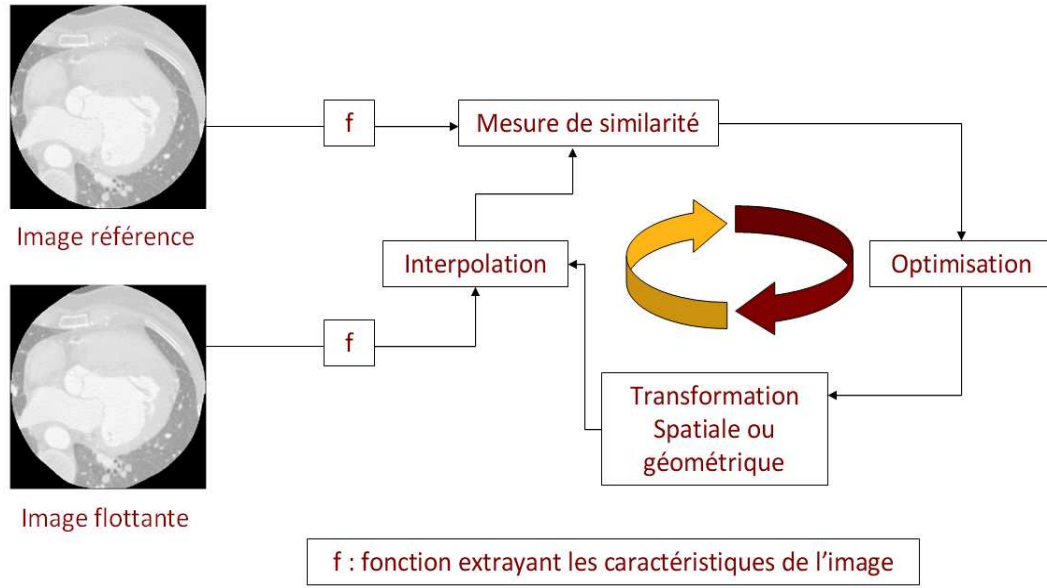 f
Mesure de similarité
Image référence
Interpolation
Optimisation
f
Transformation
Spatiale ou
géométrique
Image flottante
f : fonction extrayant les caractéristiques de l'image